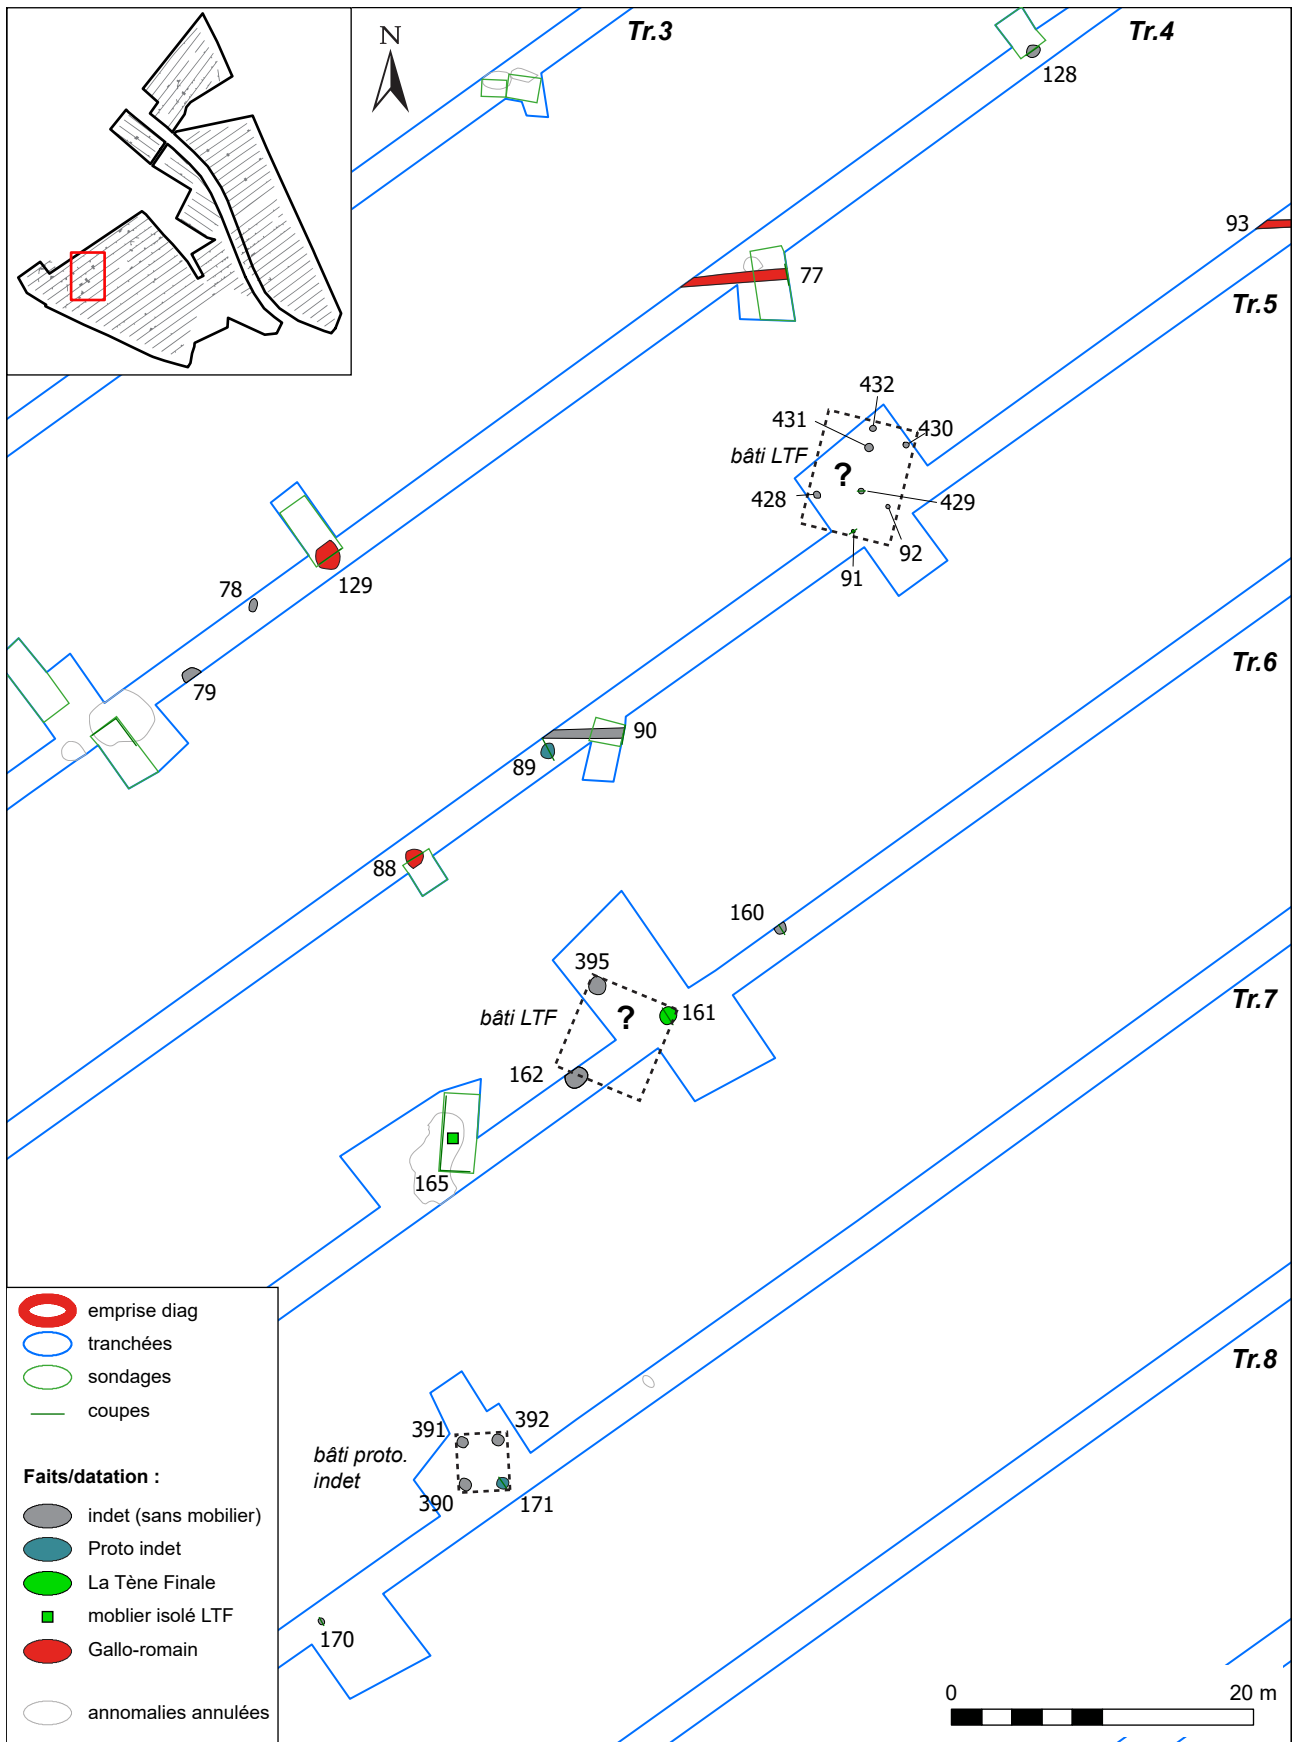 N
Tr.3
Tr.4
128
93
77
Tr.5
432
431
430
bâti LTF
?
428
429
92
91
78
129
79
Tr.6
90
89
88
160
395
bâti LTF
?
161
162
Tr.7
165
Tr.8
391
392
bâti proto.
indet
390
171
170
emprise diag
tranchées
sondages
coupes
Faits/datation :
indet (sans mobilier)
Proto indet
La Tène Finale
moblier isolé LTF
Gallo-romain
annomalies annulées
0
20 m